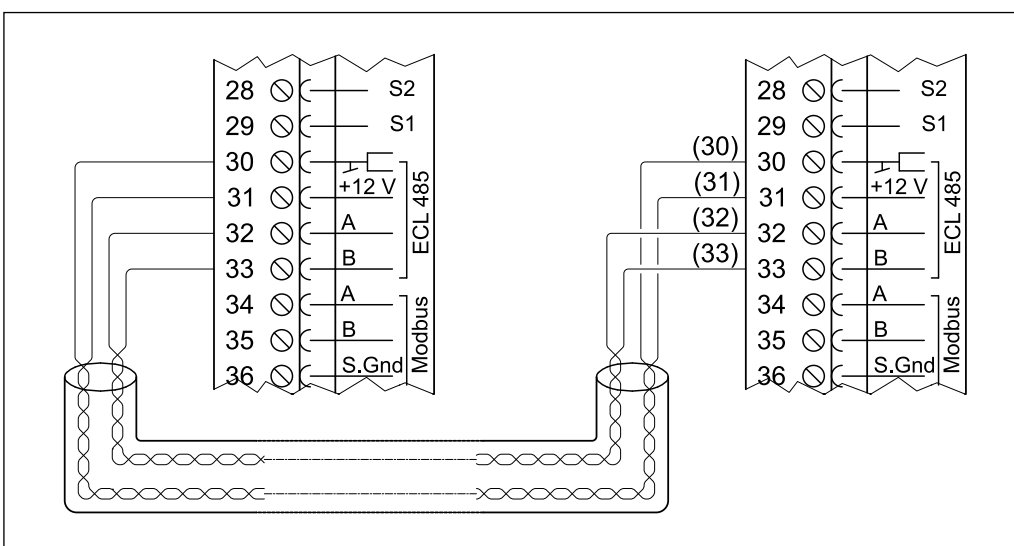 28 S2
29 S1
30
+12 V
31
32 A
33 B
ECL 485
34 A
35 B
36 S.Gnd
Modbus
28 S2
29 S1
(30) 30
+12 V
(31) 31
(32) 32 A
(33) 33 B
ECL 485
34 A
35 B
36 S.Gnd
Modbus